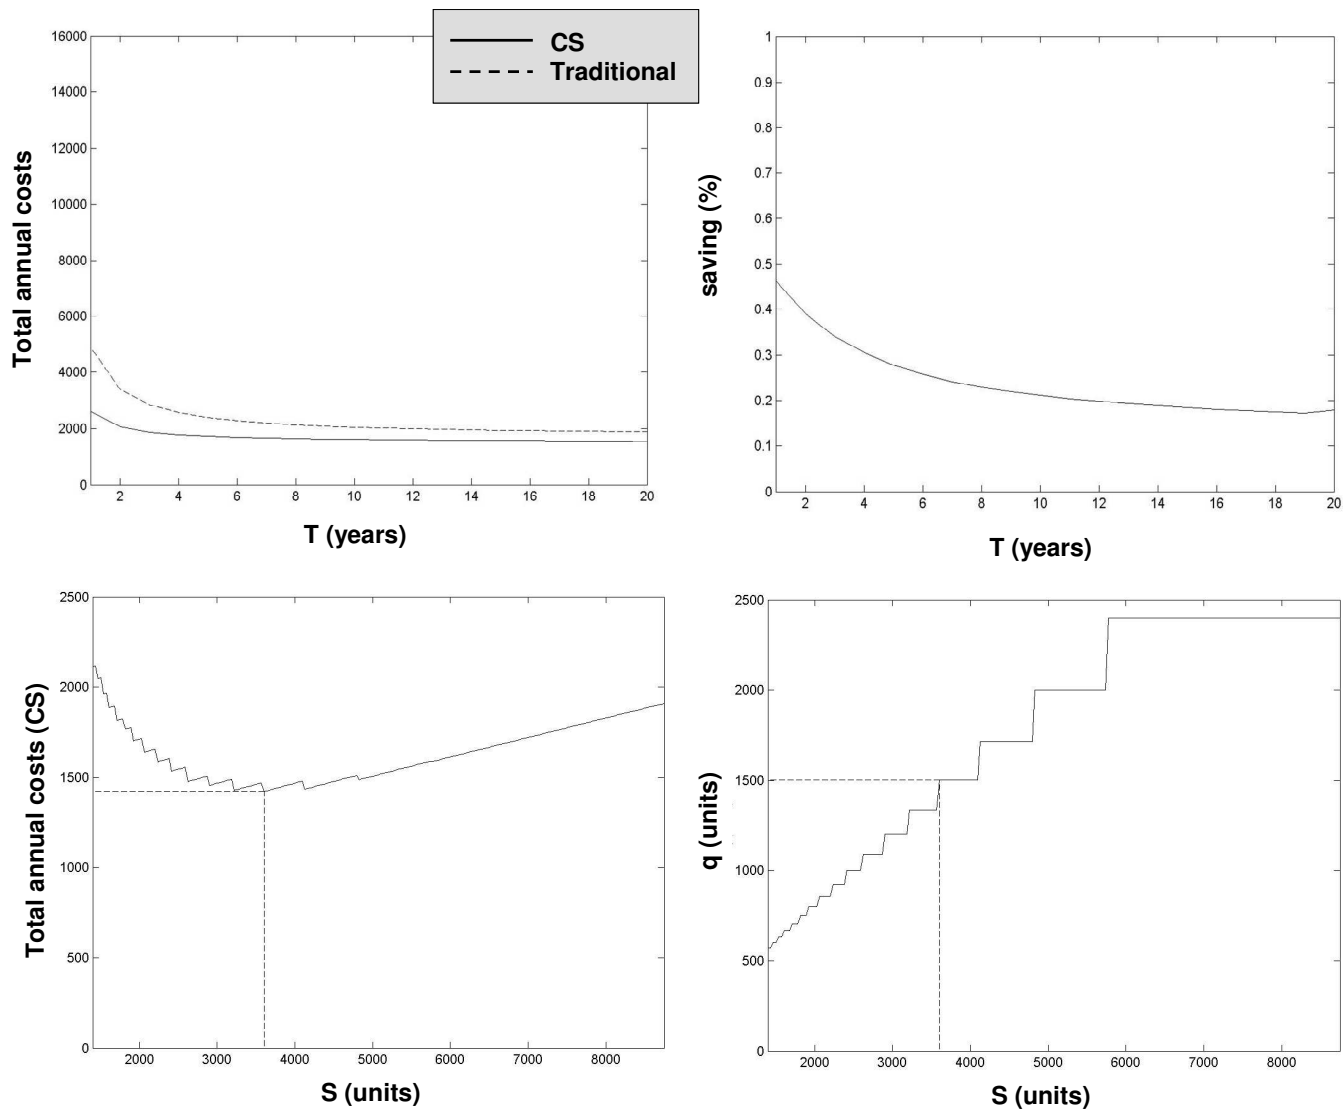 CS
Traditional
16000
14000
12000
10000
8000
6000
4000
2000
0
Total annual costs
2 4 6 8 10 12 14 16 18 20
T (years)
1
0.9
0.8
0.7
0.6
0.5
0.4
0.3
0.2
0.1
0
saving (%)
2 4 6 8 10 12 14 16 18 20
T (years)
2500
2000
1500
1000
500
0
Total annual costs (CS)
2000 3000 4000 5000 6000 7000 8000
S (units)
2500
2000
1500
1000
500
0
q (units)
2000 3000 4000 5000 6000 7000 8000
S (units)